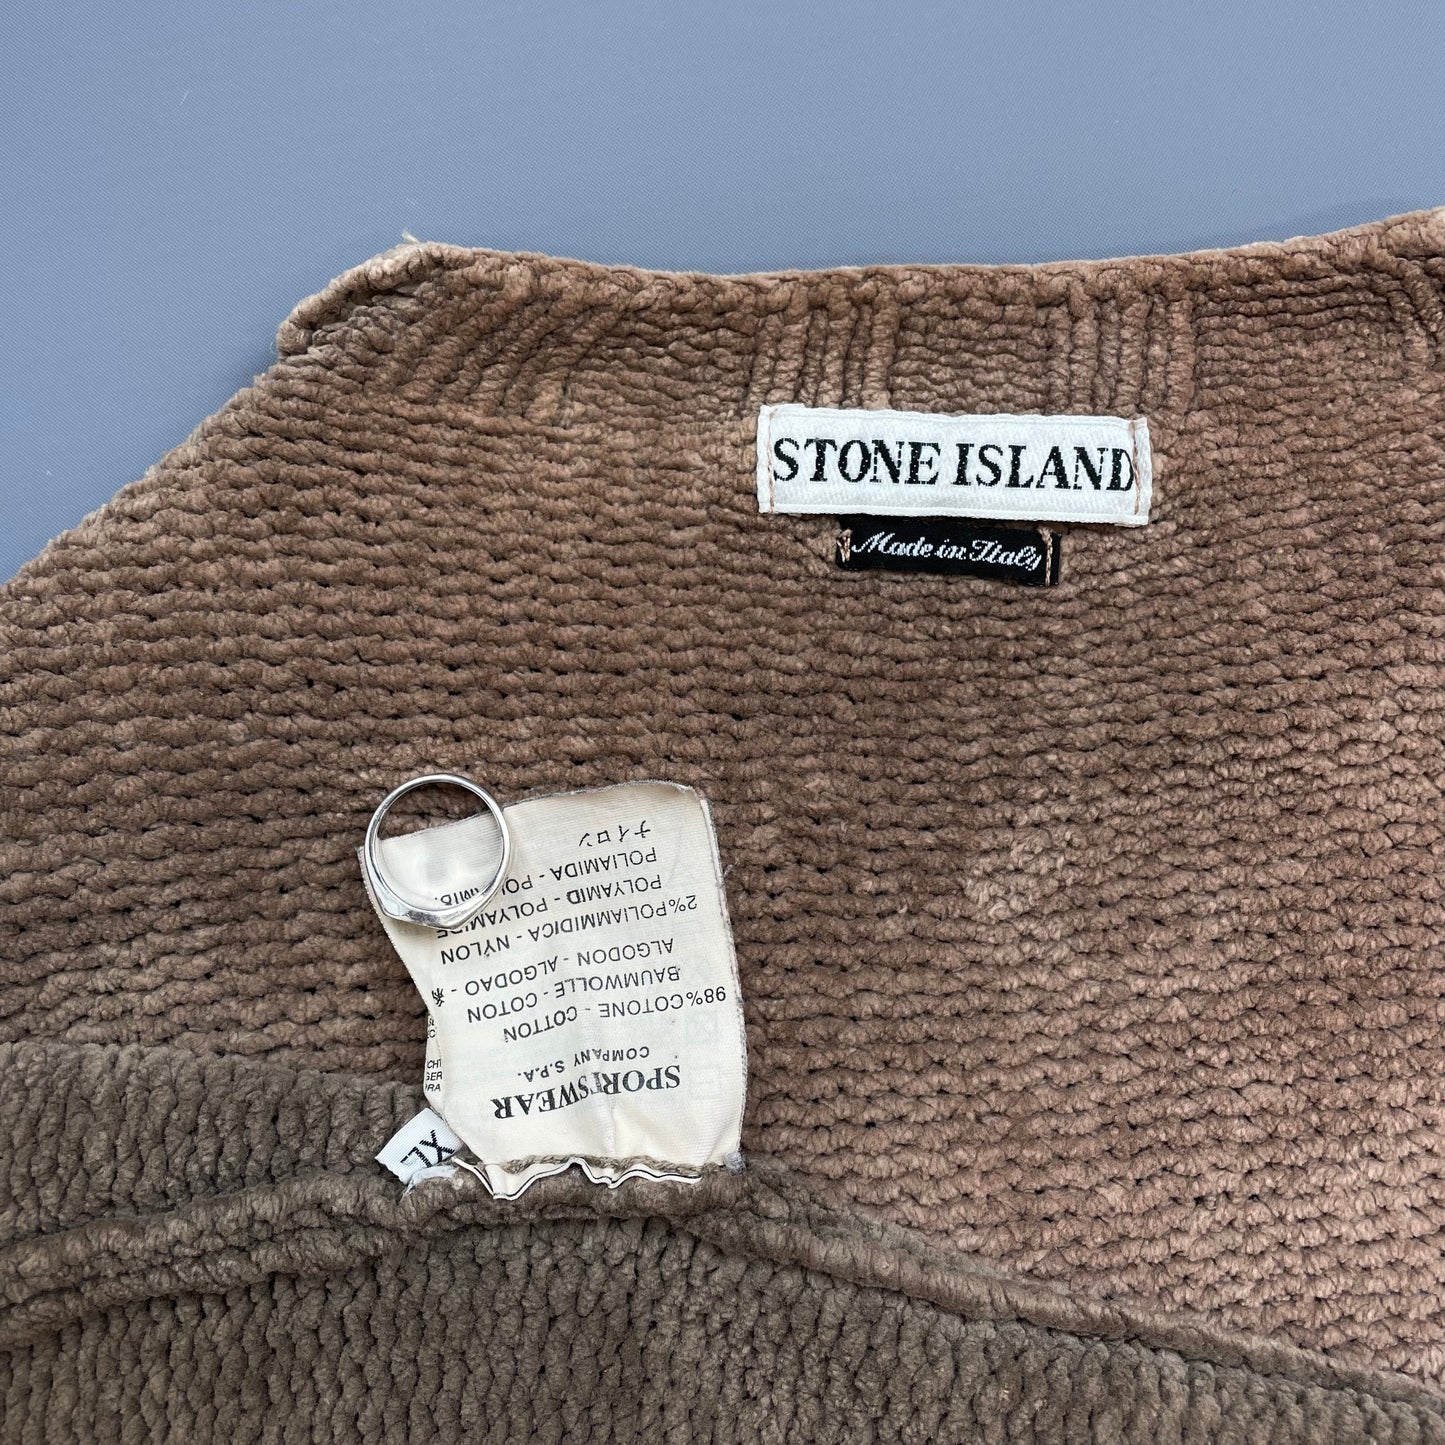 STONE ISLAND
Made in Italy
SPORTSWEAR
COMPANY S.P.A.
98%COTONE - COTTON
BAUMWOLLE - COTON
ALGODON - ALGODAO -
2%POLIAMMIDICA - NYLON
POLYAMID - POLYAMIDE
POLIAMIDA -
ナイロン
XL